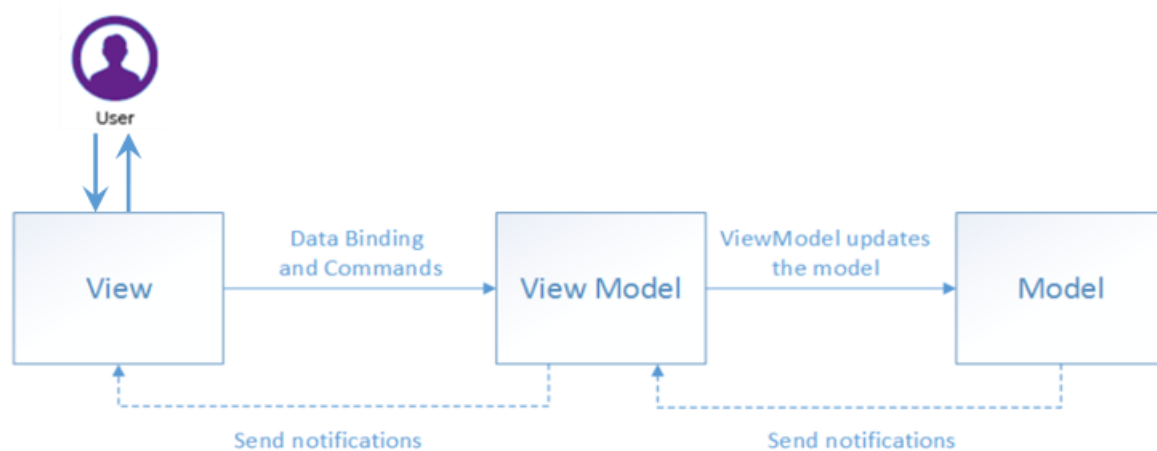 User
View
Data Binding
and Commands
View Model
ViewModel updates
the model
Model
Send notifications
Send notifications